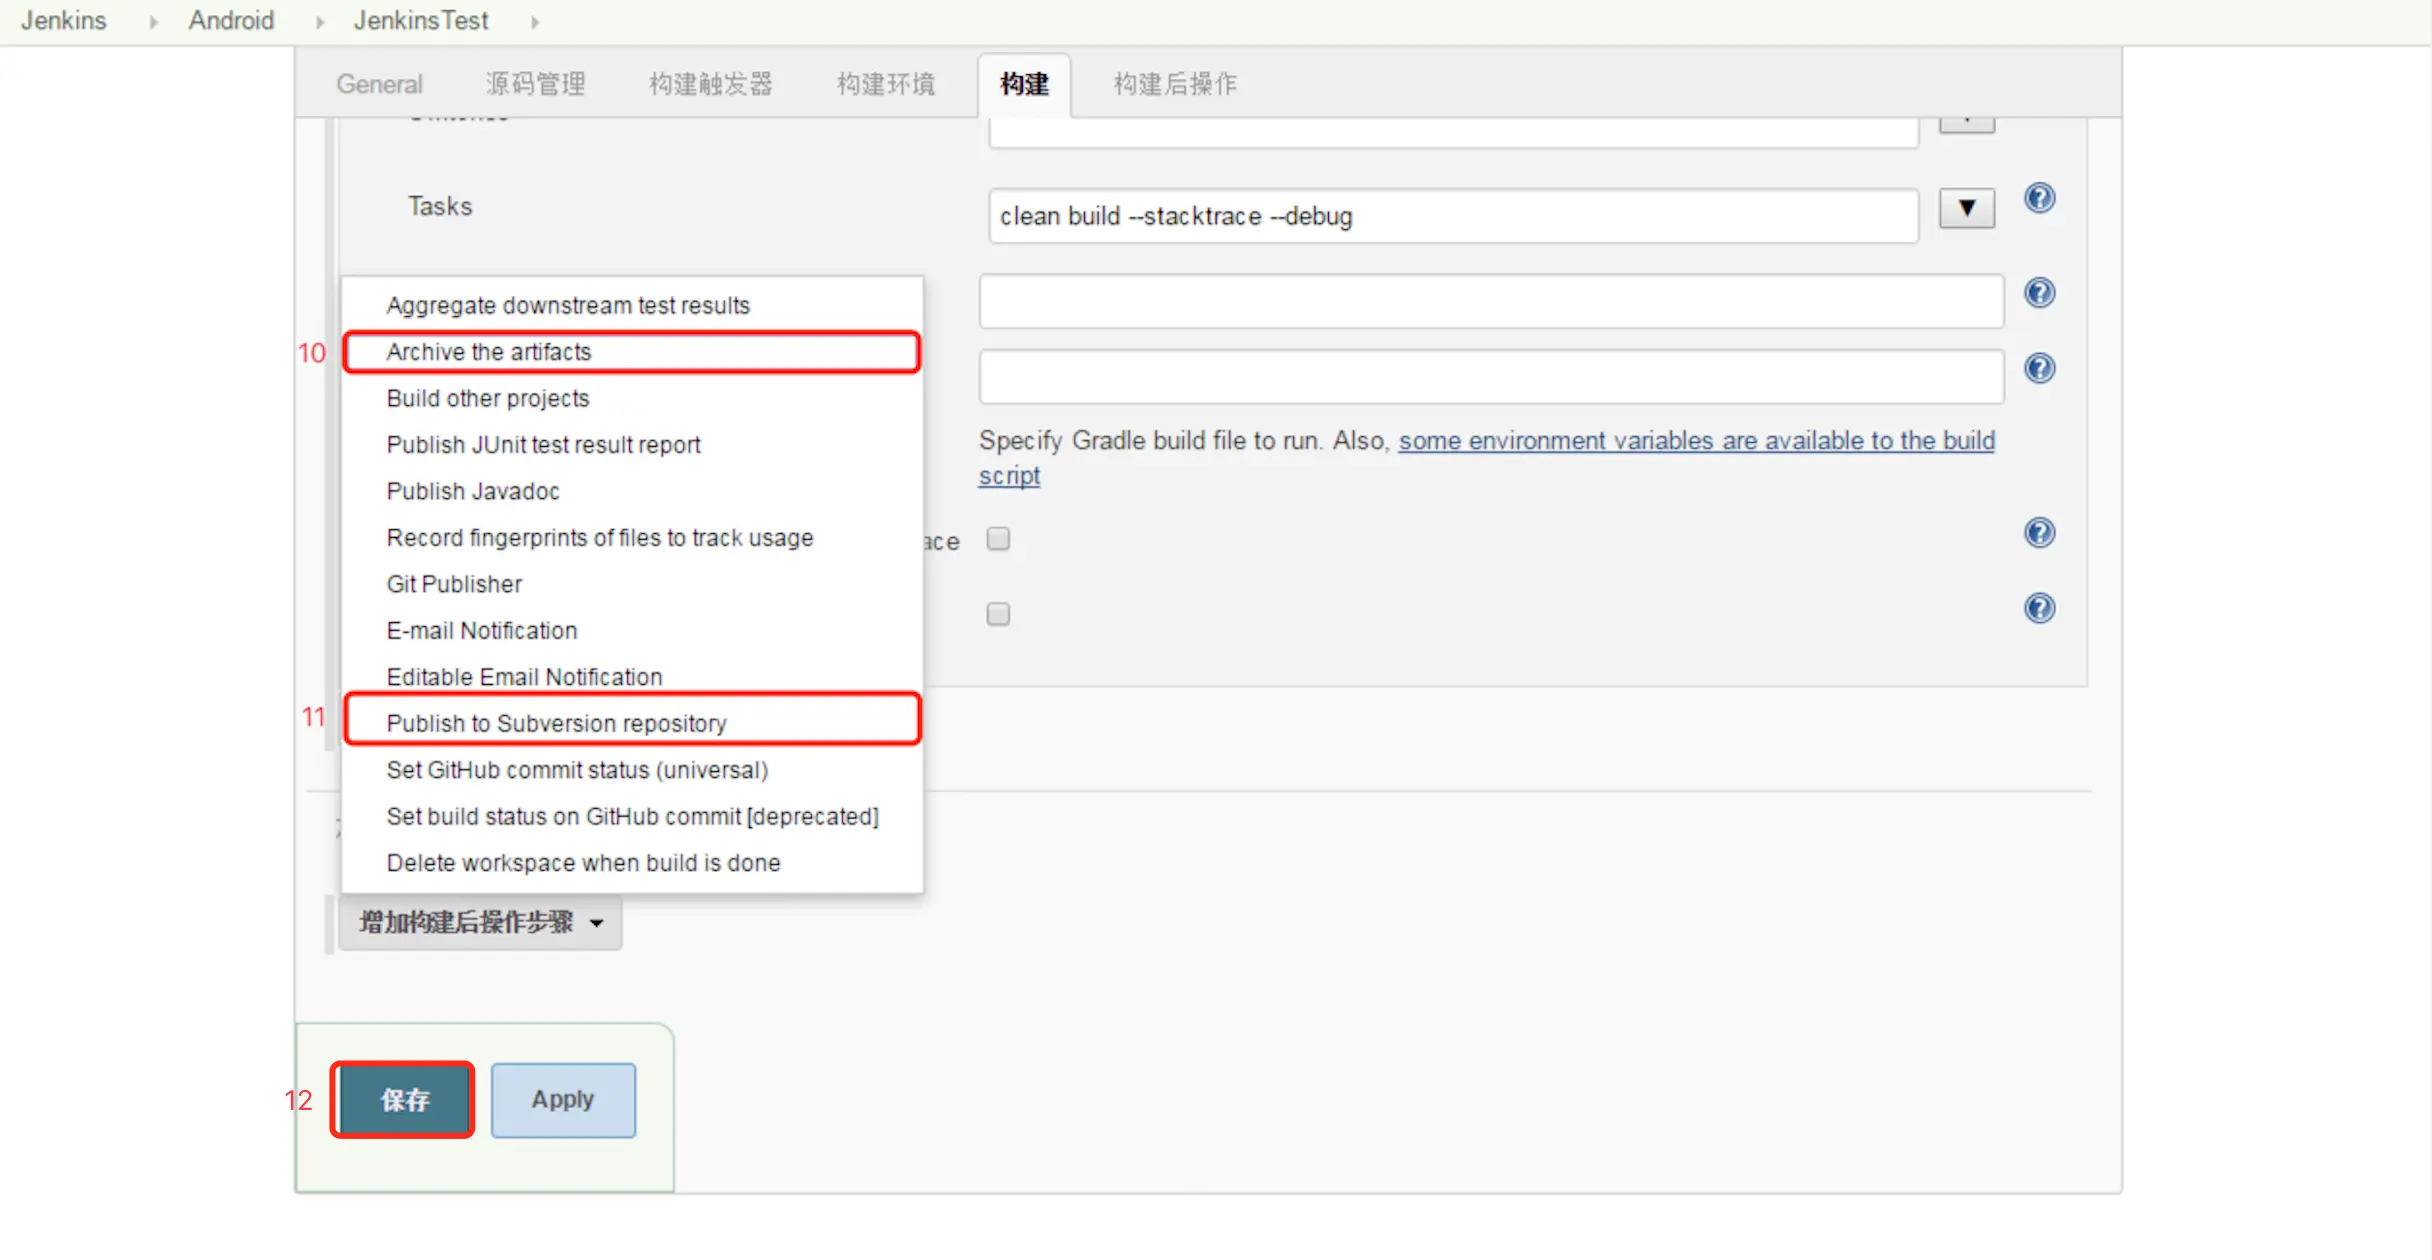 Jenkins Android JenkinsTest
General 源码管理 构建触发器 构建环境 构建 构建后操作
Tasks
clean build --stacktrace --debug
Aggregate downstream test results
10
Archive the artifacts
Build other projects
Publish JUnit test result report
Specify Gradle build file to run. Also, some environment variables are available to the build
script
Publish Javadoc
Record fingerprints of files to track usage
ace
Git Publisher
E-mail Notification
Editable Email Notification
11
Publish to Subversion repository
Set GitHub commit status (universal)
Set build status on GitHub commit [deprecated]
Delete workspace when build is done
增加构建后操作步骤
12
保存
Apply